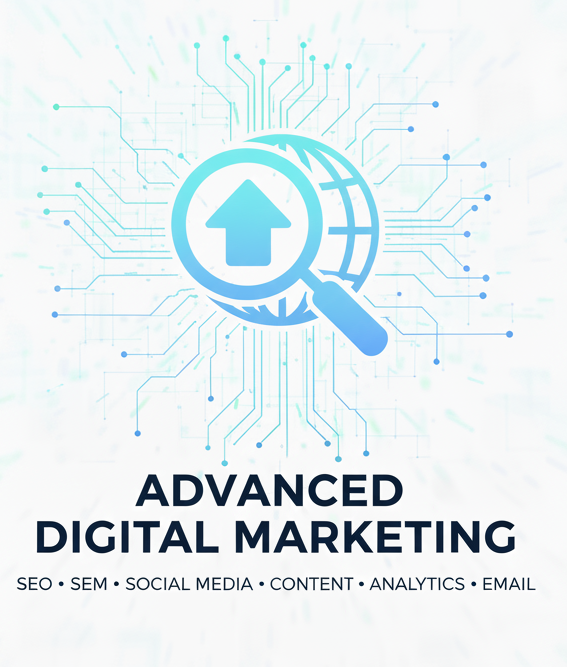 ADVANCED
DIGITAL MARKETING
SEO • SEM • SOCIAL MEDIA • CONTENT • ANALYTICS • EMAIL